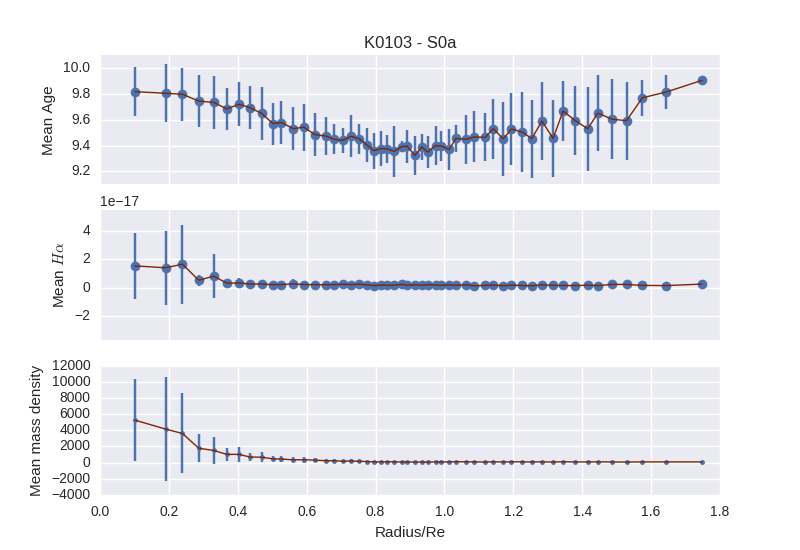 K0103 - S0a
Mean Age
10.0
9.8
9.6
9.4
9.2
1e−17
Mean Hα
4
2
0
−2
Mean mass density
12000
10000
8000
6000
4000
2000
0
−2000
−4000
0.0 0.2 0.4 0.6 0.8 1.0 1.2 1.4 1.6 1.8
Radius/Re